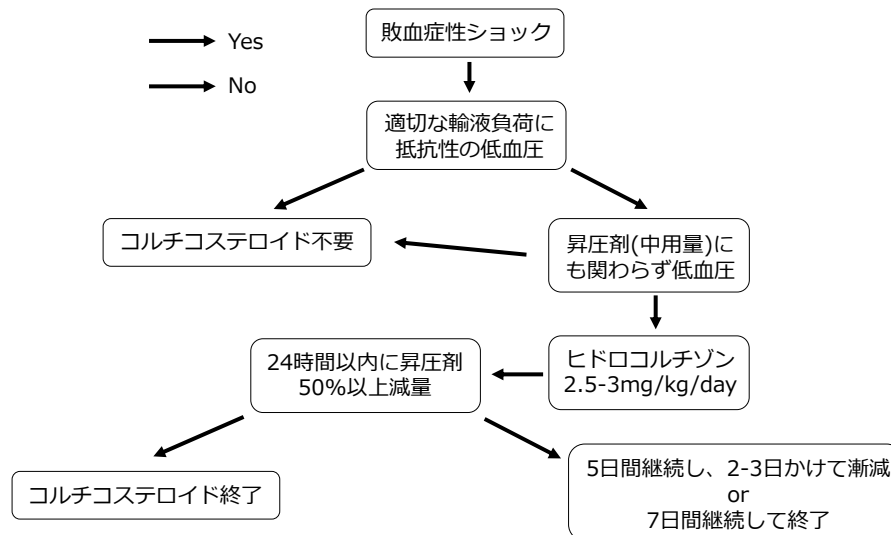 Yes
No
敗血症性ショック
適切な輸液負荷に
抵抗性の低血圧
コルチコステロイド不要
昇圧剤(中用量)に
も関わらず低血圧
24時間以内に昇圧剤
50%以上減量
ヒドロコルチゾン
2.5-3mg/kg/day
コルチコステロイド終了
5日間継続し、2-3日かけて漸減
or
7日間継続して終了